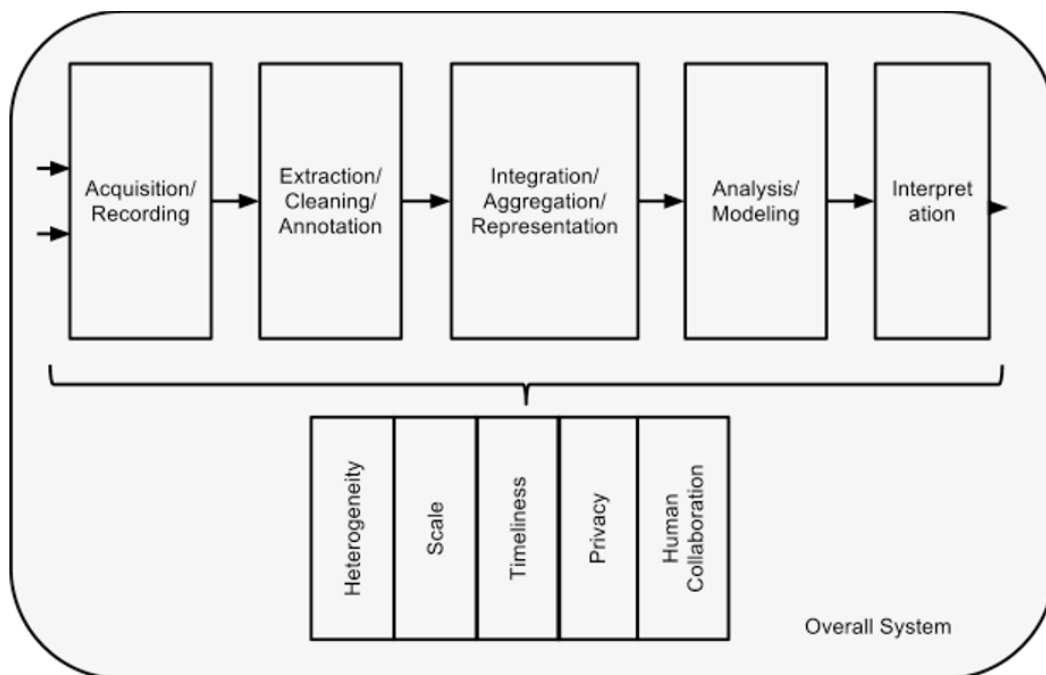 Acquisition/
Recording
Extraction/
Cleaning/
Annotation
Integration/
Aggregation/
Representation
Analysis/
Modeling
Interpret
ation
Heterogeneity
Scale
Timeliness
Privacy
Human
Collaboration
Overall System